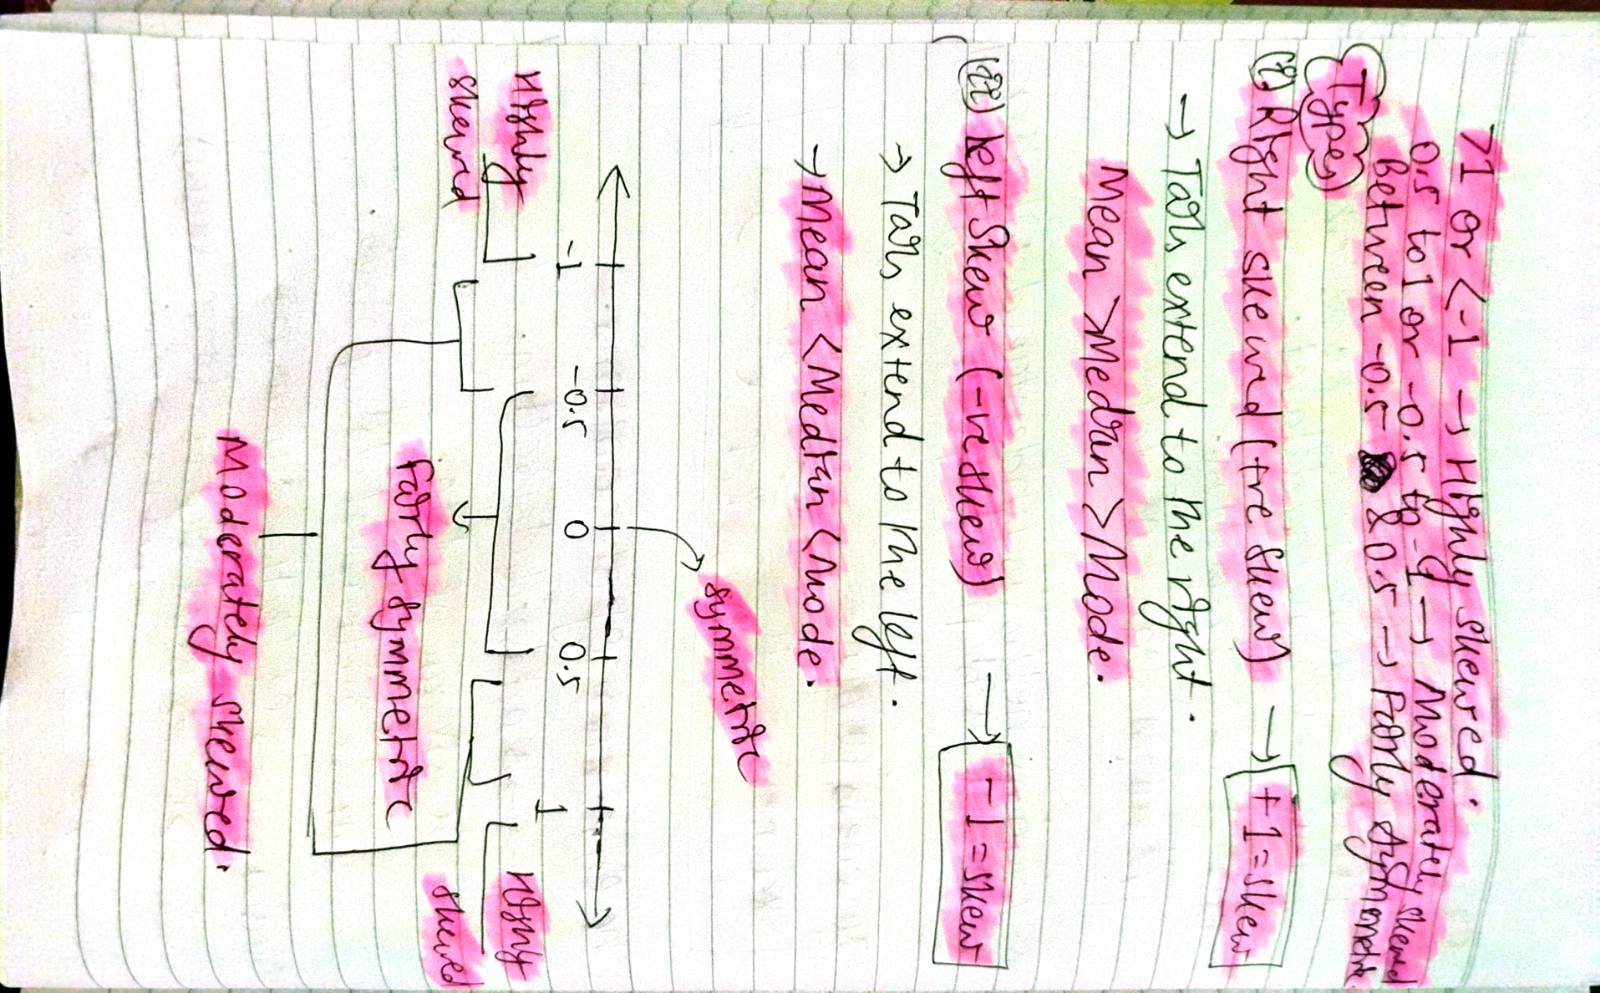 >1 or <-1 → Highly skewed.
0.5 to 1 or -0.5 to -1 → Moderately skewed
Between -0.5 & 0.5 → Fairly symmetric
Types
(i) Right skewed (+ve skew) → +1=skew
→ Tails extend to the right.
Mean >Median >Mode.
(ii) Left Skew (-ve skew) → -1=skew
→ Tails extend to the left.
→ Mean <Median <Mode.
symmetric
-1 -0.5 0 0.5 1
Highly skewed
Highly skewed
Fairly symmetric
Moderately skewed.